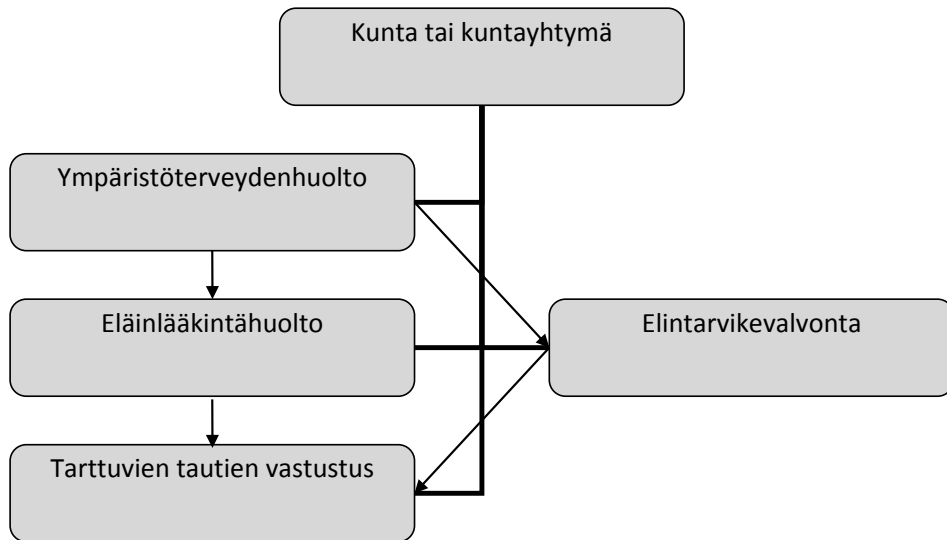 Kunta tai kuntayhtymä
Ympäristöterveydenhuolto
Eläinlääkintähuolto
Elintarvikevalvonta
Tarttuvien tautien vastustus